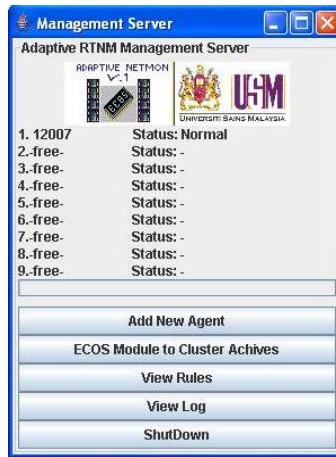 Management Server
Adaptive RTNM Management Server
ADAPTIVE NETMON
V.1
ECOS
USM
UNIVERSITI SAINS MALAYSIA
1. 12007 Status: Normal
2.-free- Status: -
3.-free- Status: -
4.-free- Status: -
5.-free- Status: -
6.-free- Status: -
7.-free- Status: -
8.-free- Status: -
9.-free- Status: -
Add New Agent
ECOS Module to Cluster Achives
View Rules
View Log
ShutDown